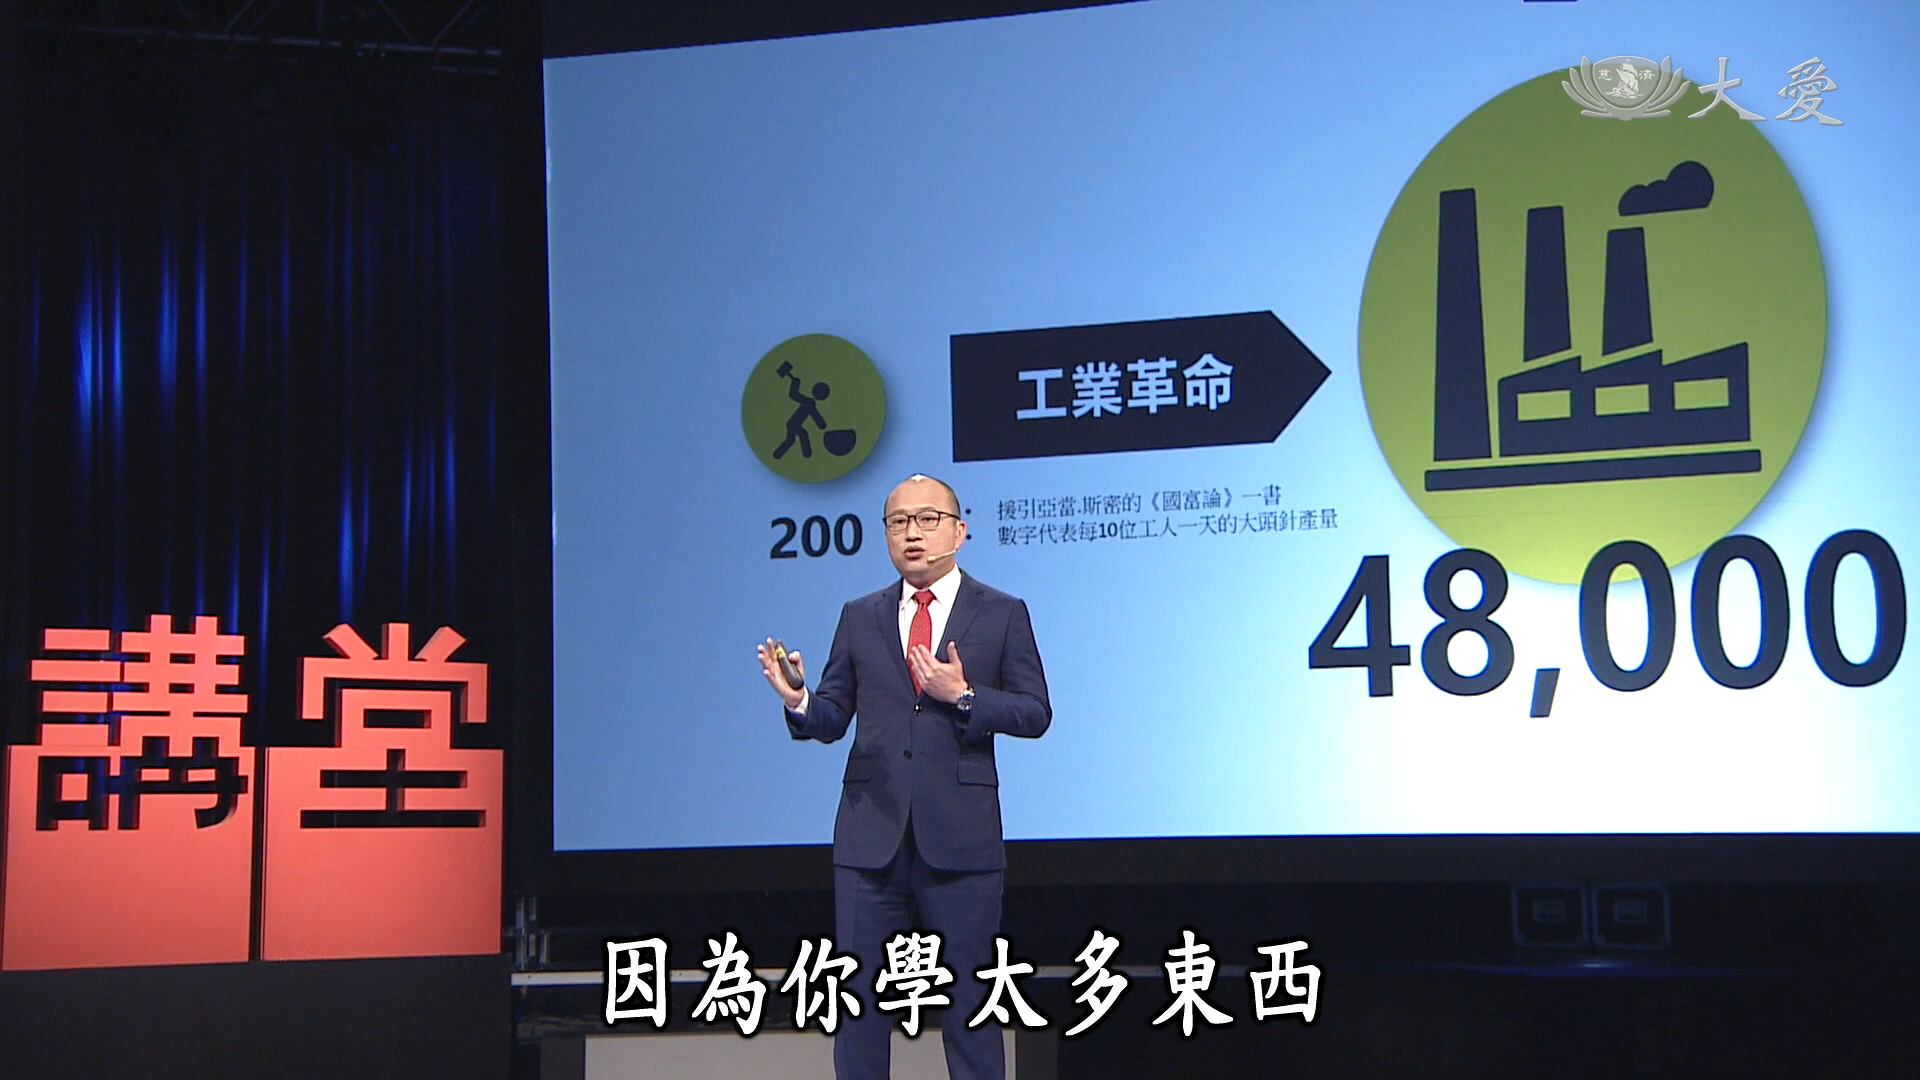 慈濟
大愛
工業革命
200
:
援引亞當.斯密的《國富論》一書
:
數字代表每10位工人一天的大頭針產量
48,000
講堂
因為你學太多東西